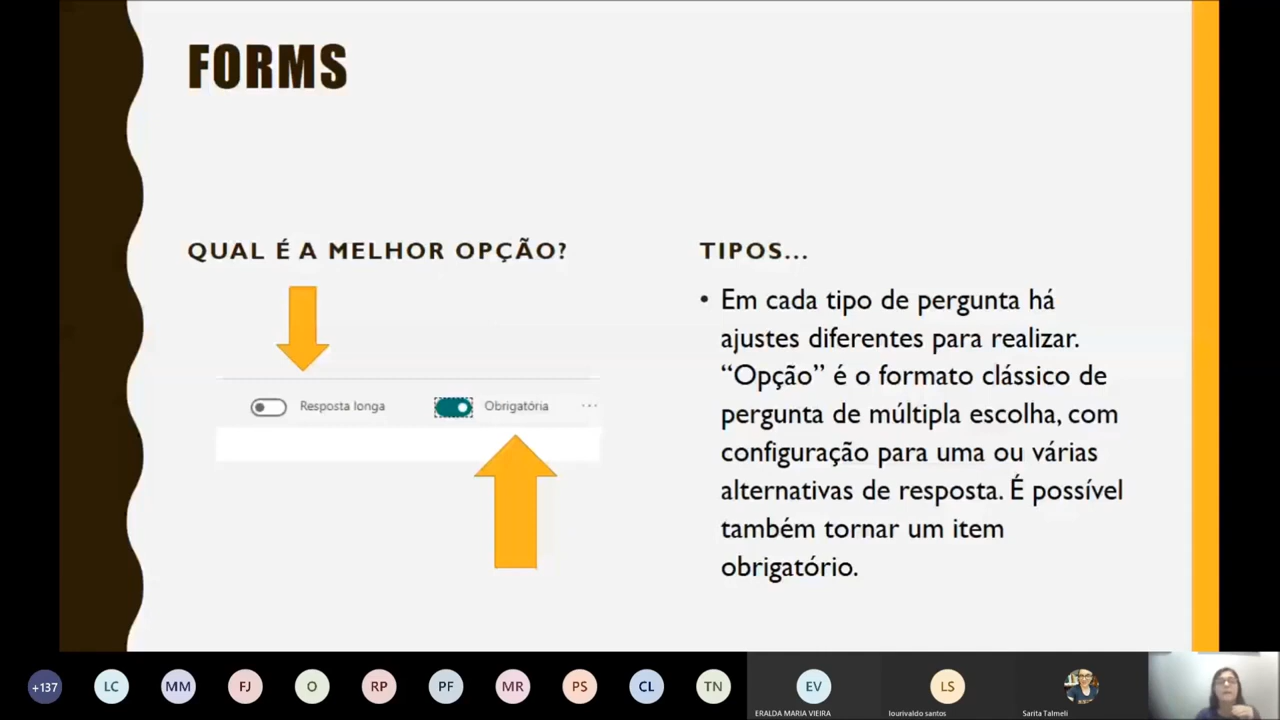 FORMS
QUAL É A MELHOR OPÇÃO?
Resposta longa
Obrigatória
TIPOS...
• Em cada tipo de pergunta há
ajustes diferentes para realizar.
“Opção” é o formato clássico de
pergunta de múltipla escolha, com
configuração para uma ou várias
alternativas de resposta. É possível
também tornar um item
obrigatório.
+137
LC
MM
FJ
O
RP
PF
MR
PS
CL
TN
EV
ERALDA MARIA VIEIRA
LS
lourivaldo santos
Sarita Talmeli